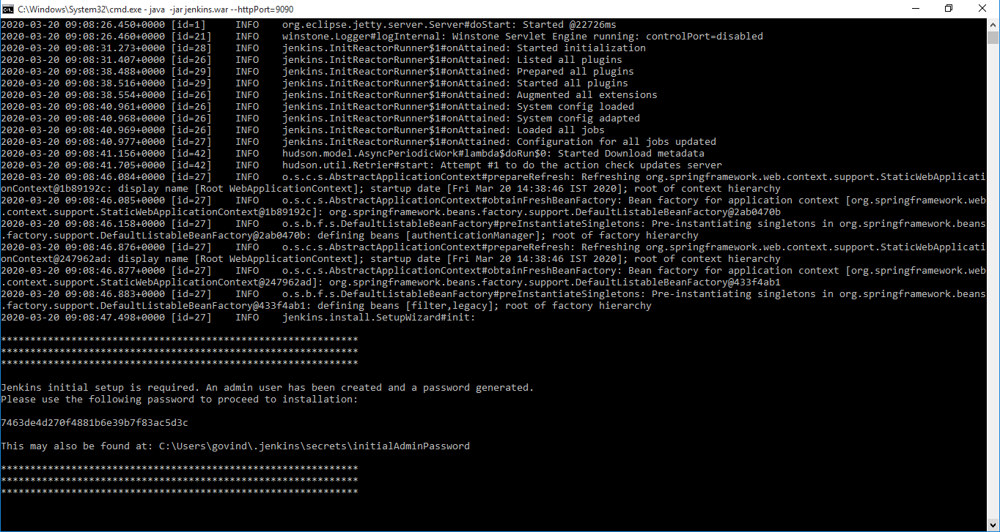 C:\Windows\System32\cmd.exe - java -jar jenkins.war --httpPort=9090
2020-03-20 09:08:26.450+0000 [id=1] INFO org.eclipse.jetty.server.Server#doStart: Started @22726ms
2020-03-20 09:08:26.460+0000 [id=21] INFO winstone.Logger#logInternal: Winstone Servlet Engine running: controlPort=disabled
2020-03-20 09:08:31.273+0000 [id=28] INFO jenkins.InitReactorRunner$1#onAttained: Started initialization
2020-03-20 09:08:31.407+0000 [id=26] INFO jenkins.InitReactorRunner$1#onAttained: Listed all plugins
2020-03-20 09:08:38.488+0000 [id=29] INFO jenkins.InitReactorRunner$1#onAttained: Prepared all plugins
2020-03-20 09:08:38.516+0000 [id=29] INFO jenkins.InitReactorRunner$1#onAttained: Started all plugins
2020-03-20 09:08:38.554+0000 [id=26] INFO jenkins.InitReactorRunner$1#onAttained: Augmented all extensions
2020-03-20 09:08:40.961+0000 [id=26] INFO jenkins.InitReactorRunner$1#onAttained: System config loaded
2020-03-20 09:08:40.968+0000 [id=26] INFO jenkins.InitReactorRunner$1#onAttained: System config adapted
2020-03-20 09:08:40.969+0000 [id=26] INFO jenkins.InitReactorRunner$1#onAttained: Loaded all jobs
2020-03-20 09:08:40.977+0000 [id=27] INFO jenkins.InitReactorRunner$1#onAttained: Configuration for all jobs updated
2020-03-20 09:08:41.156+0000 [id=42] INFO hudson.model.AsyncPeriodicWork#lambda$doRun$0: Started Download metadata
2020-03-20 09:08:41.705+0000 [id=42] INFO hudson.util.Retrier#start: Attempt #1 to do the action check updates server
2020-03-20 09:08:46.084+0000 [id=27] INFO o.s.c.s.AbstractApplicationContext#prepareRefresh: Refreshing org.springframework.web.context.support.StaticWebApplicati
onContext@1b89192c: display name [Root WebApplicationContext]; startup date [Fri Mar 20 14:38:46 IST 2020]; root of context hierarchy
2020-03-20 09:08:46.085+0000 [id=27] INFO o.s.c.s.AbstractApplicationContext#obtainFreshBeanFactory: Bean factory for application context [org.springframework.web
.context.support.StaticWebApplicationContext@1b89192c]: org.springframework.beans.factory.support.DefaultListableBeanFactory@2ab0470b
2020-03-20 09:08:46.158+0000 [id=27] INFO o.s.b.f.s.DefaultListableBeanFactory#preInstantiateSingletons: Pre-instantiating singletons in org.springframework.beans
.factory.support.DefaultListableBeanFactory@2ab0470b: defining beans [authenticationManager]; root of factory hierarchy
2020-03-20 09:08:46.876+0000 [id=27] INFO o.s.c.s.AbstractApplicationContext#prepareRefresh: Refreshing org.springframework.web.context.support.StaticWebApplicati
onContext@247962ad: display name [Root WebApplicationContext]; startup date [Fri Mar 20 14:38:46 IST 2020]; root of context hierarchy
2020-03-20 09:08:46.877+0000 [id=27] INFO o.s.c.s.AbstractApplicationContext#obtainFreshBeanFactory: Bean factory for application context [org.springframework.web
.context.support.StaticWebApplicationContext@247962ad]: org.springframework.beans.factory.support.DefaultListableBeanFactory@433f4ab1
2020-03-20 09:08:46.883+0000 [id=27] INFO o.s.b.f.s.DefaultListableBeanFactory#preInstantiateSingletons: Pre-instantiating singletons in org.springframework.beans
.factory.support.DefaultListableBeanFactory@433f4ab1: defining beans [filter,legacy]; root of factory hierarchy
2020-03-20 09:08:47.498+0000 [id=27] INFO jenkins.install.SetupWizard#init:
*************************************************************
*************************************************************
*************************************************************
Jenkins initial setup is required. An admin user has been created and a password generated.
Please use the following password to proceed to installation:
7463de4d270f4881b6e39b7f83ac5d3c
This may also be found at: C:\Users\govind\.jenkins\secrets\initialAdminPassword
*************************************************************
*************************************************************
*************************************************************